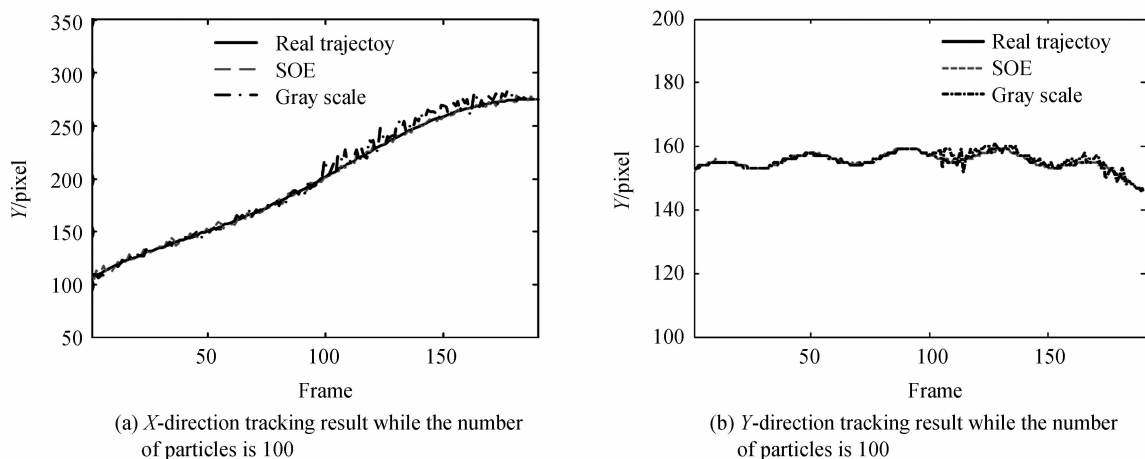 350
300
250
200
150
100
50
Y/pixel
Real trajectoy
SOE
Gray scale
50
100
150
Frame
(a) X-direction tracking result while the number
of particles is 100
200
180
160
140
120
100
Y/pixel
Real trajectoy
SOE
Gray scale
50
100
150
Frame
(b) Y-direction tracking result while the number
of particles is 100